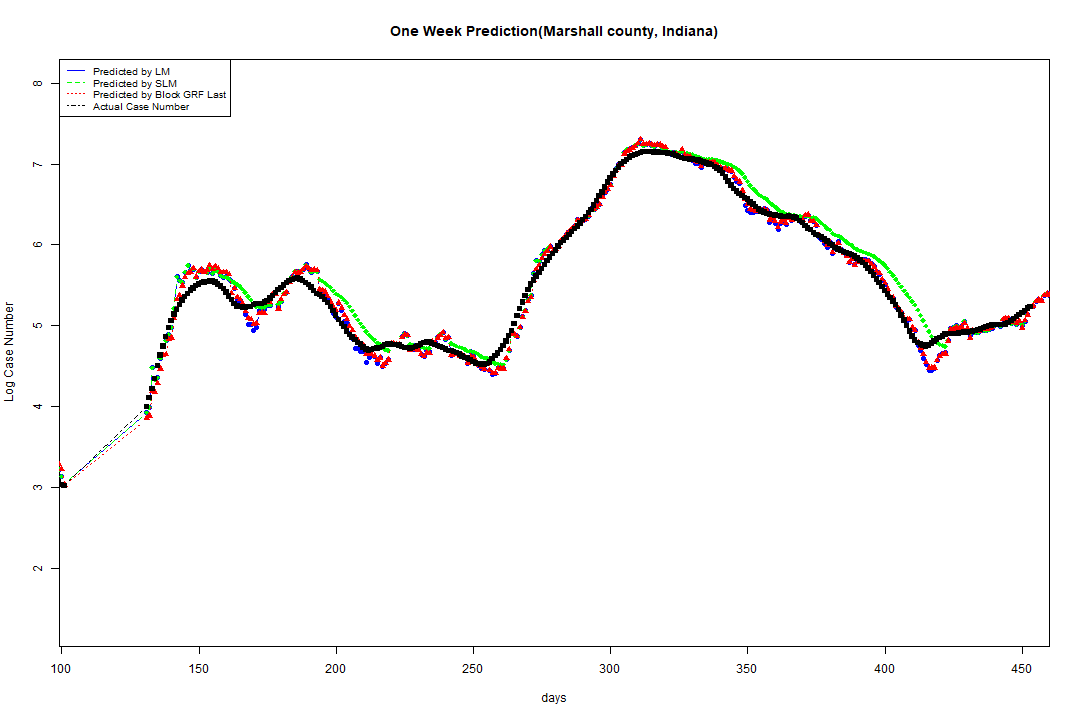 One Week Prediction(Marshall county, Indiana)
Predicted by LM
Predicted by SLM
Predicted by Block GRF Last
Actual Case Number
8
7
6
5
4
3
2
Log Case Number
100 150 200 250 300 350 400 450
days